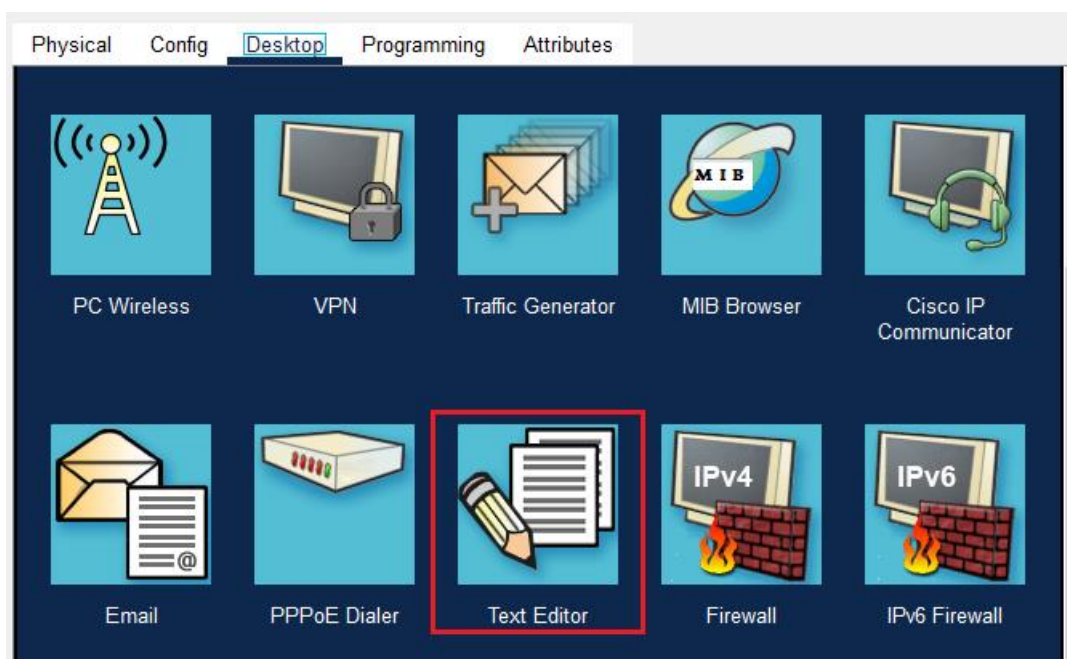 Physical Config Desktop Programming Attributes
MIB
PC Wireless VPN Traffic Generator MIB Browser Cisco IP
Communicator
IPv4 IPv6
@
Email PPPoE Dialer Text Editor Firewall IPv6 Firewall